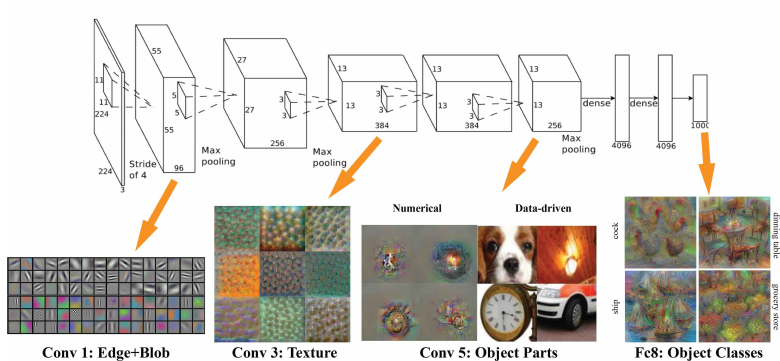 55
27
13
13
13
11
5
5
3
3
3
3
3
3
11
224
55
27
13
13
13
dense
dense
224
3
Stride
of 4
96
Max
pooling
256
Max
pooling
384
384
256
Max
pooling
4096
4096
1000
Numerical
Data-driven
cock
dinning table
ship
grocery store
Conv 1: Edge+Blob
Conv 3: Texture
Conv 5: Object Parts
Fc8: Object Classes